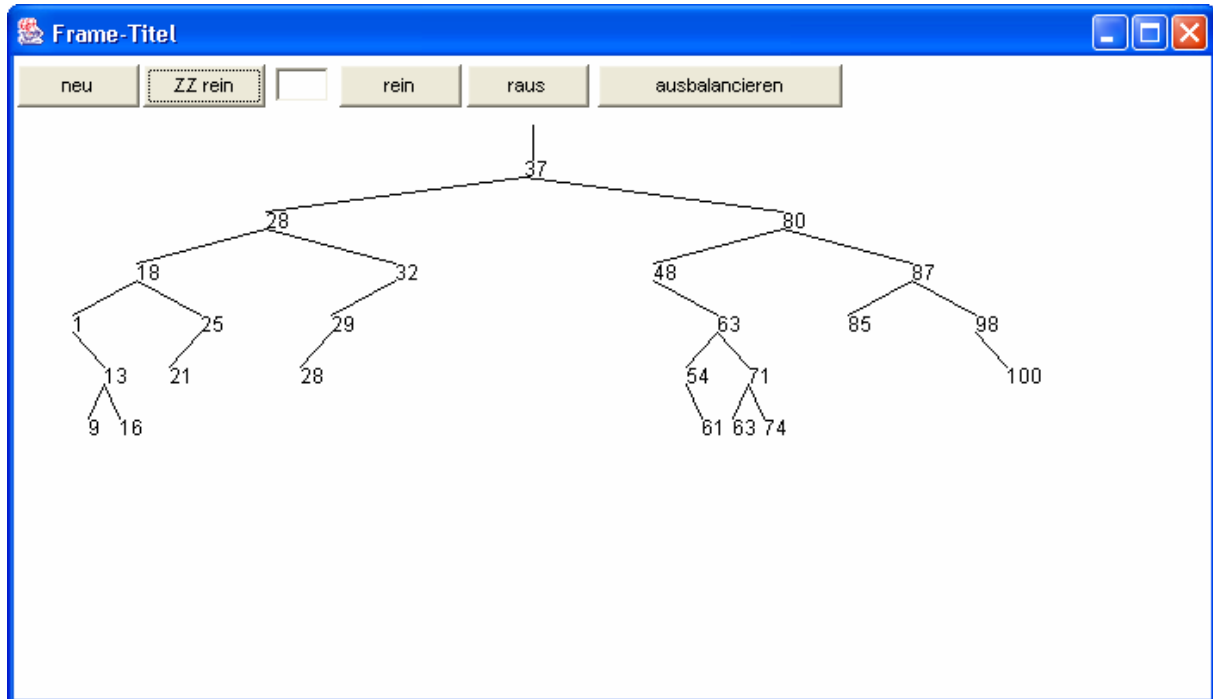 Frame-Titel
neu ZZ rein rein raus ausbalancieren
37
28 80
18 32 48 87
1 25 29 63 85 98
13 21 28 54 71 100
9 16 61 63 74